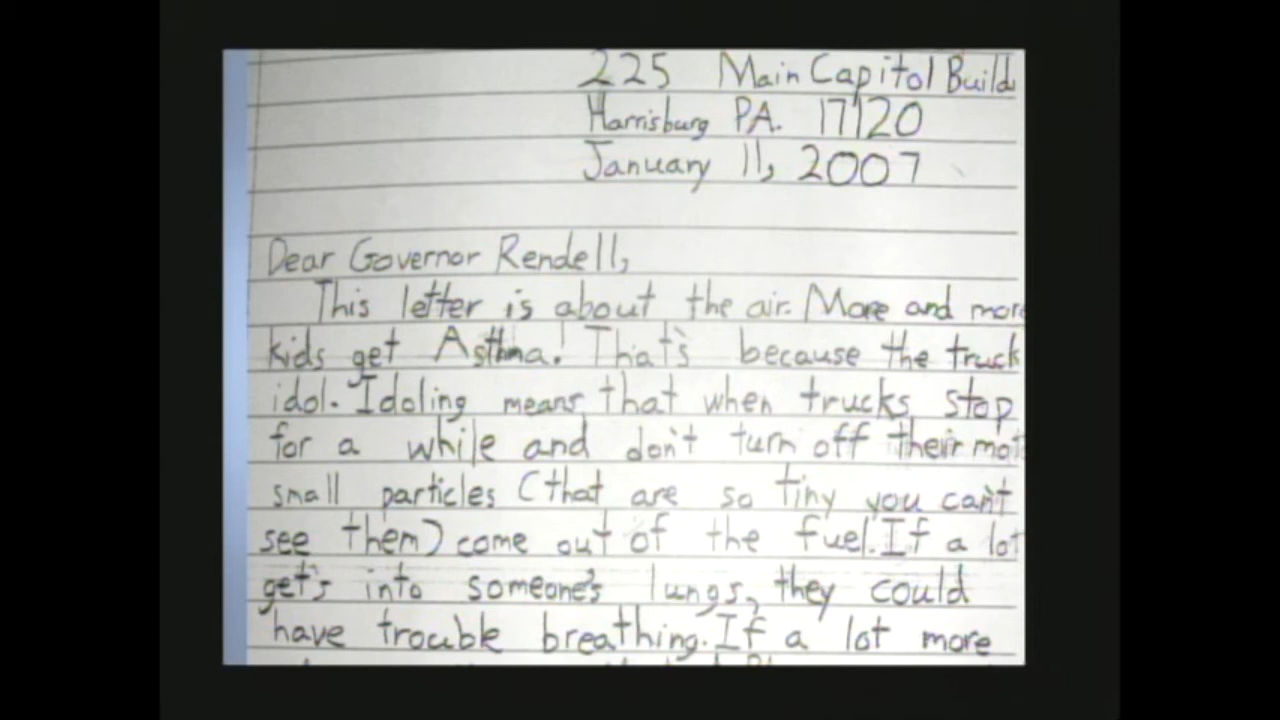 225 Main Capitol Build
Harrisburg PA. 17120
January 11, 2007
Dear Governor Rendell,
This letter is about the air. More and more
kids get Asthma! That's because the truck
idol. Idoling means that when trucks stop
for a while and don't turn off their mot
small particles (that are so tiny you can't
see them) come out of the fuel. If a lot
get's into someone's lungs, they could
have trouble breathing. If a lot more